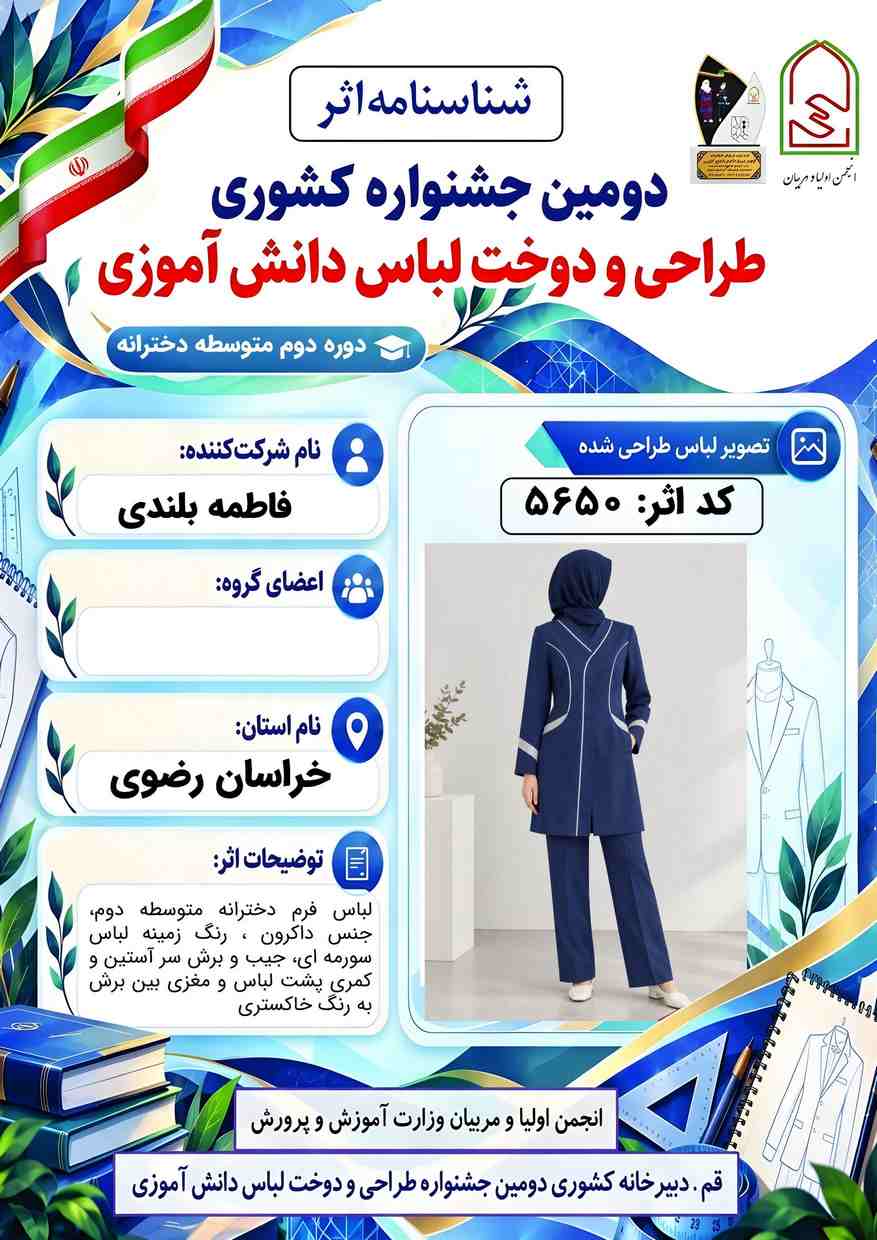 شناسنامه اثر
انجمن اولیا و مربیان
دومین جشنواره کشوری
طراحی و دوخت لباس دانش آموزی
دوره دوم متوسطه دخترانه
تصویر لباس طراحی شده
کد اثر: ۵۶۵۰
نام شرکت‌کننده:
فاطمه بلندی
اعضای گروه:
نام استان:
خراسان رضوی
توضیحات اثر:
لباس فرم دخترانه متوسطه دوم،
جنس داکرون ، رنگ زمینه لباس
سورمه ای، جیب و برش سر آستین و
کمری پشت لباس و مغزی بین برش
به رنگ خاکستری
انجمن اولیا و مربیان وزارت آموزش و پرورش
قم . دبیرخانه کشوری دومین جشنواره طراحی و دوخت لباس دانش آموزی